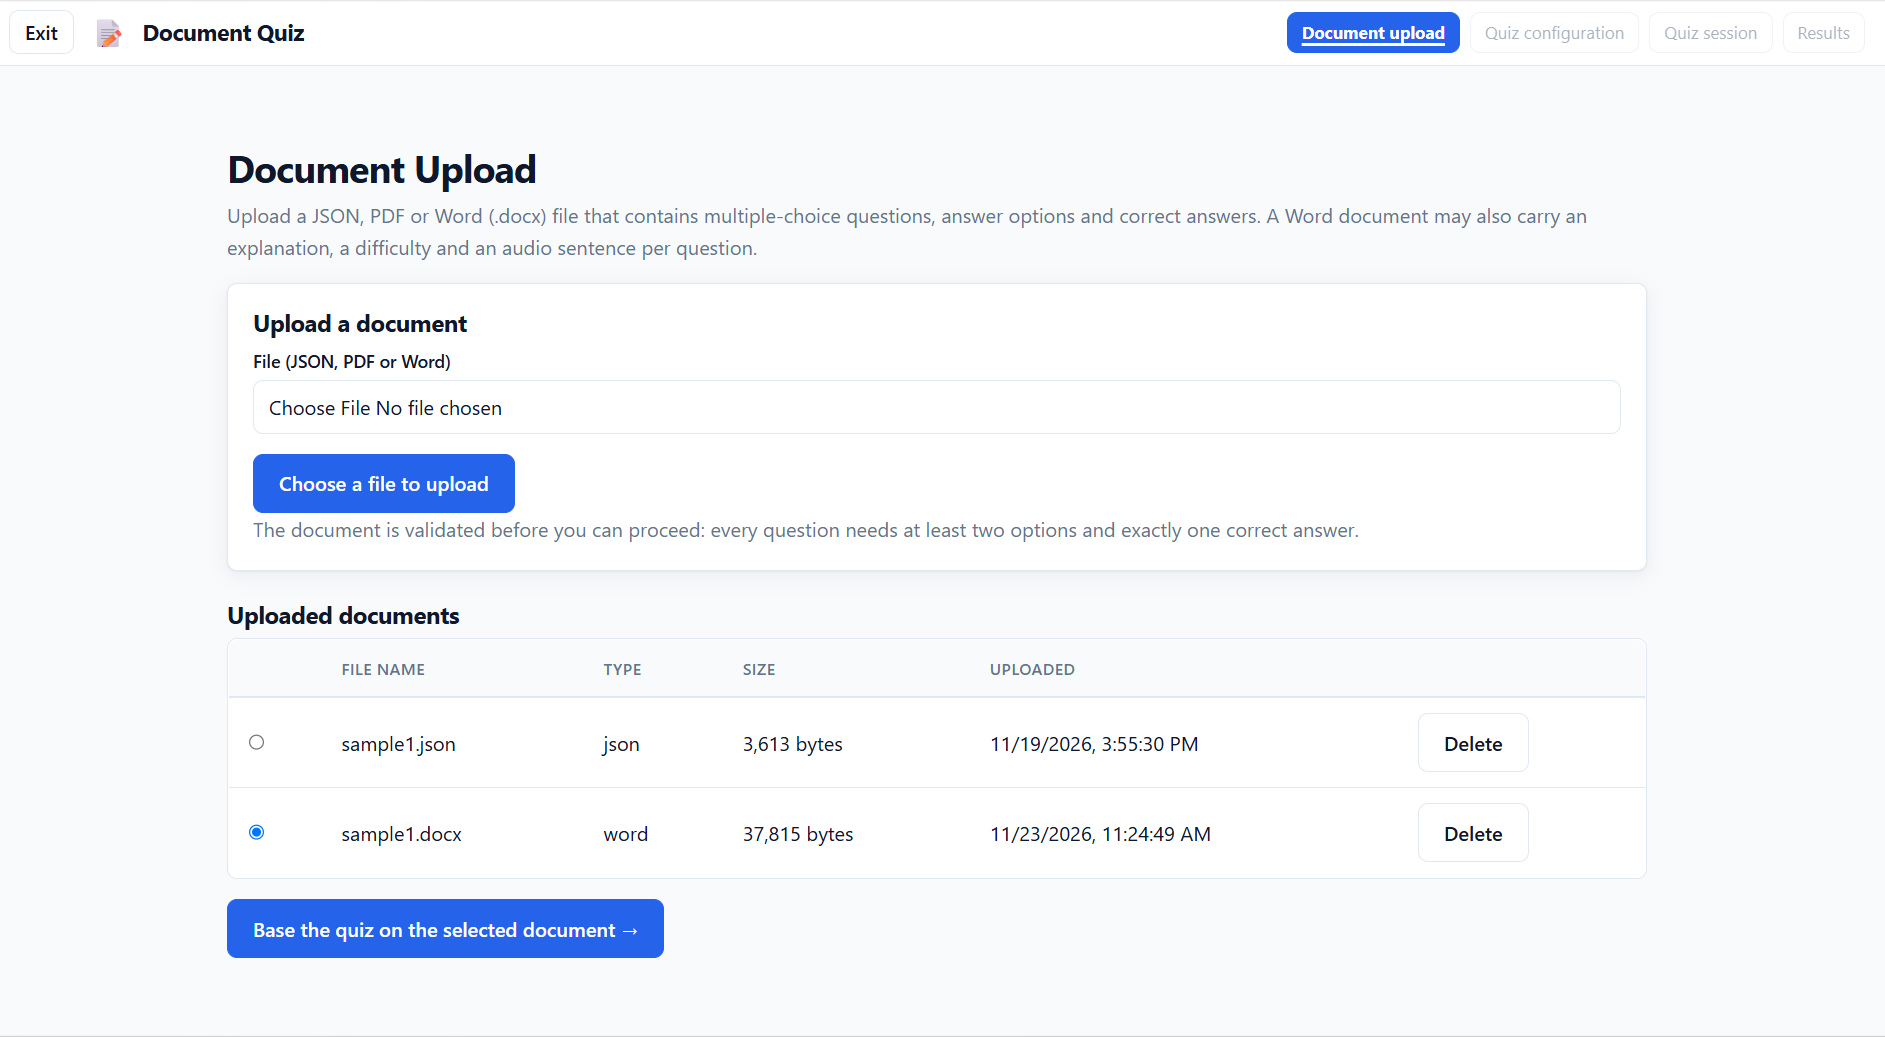 Exit
Document Quiz
Document upload
Quiz configuration
Quiz session
Results
Document Upload
Upload a JSON, PDF or Word (.docx) file that contains multiple-choice questions, answer options and correct answers. A Word document may also carry an
explanation, a difficulty and an audio sentence per question.
Upload a document
File (JSON, PDF or Word)
Choose File No file chosen
Choose a file to upload
The document is validated before you can proceed: every question needs at least two options and exactly one correct answer.
Uploaded documents
FILE NAME TYPE SIZE UPLOADED
sample1.json json 3,613 bytes 11/19/2026, 3:55:30 PM Delete
sample1.docx word 37,815 bytes 11/23/2026, 11:24:49 AM Delete
Base the quiz on the selected document →